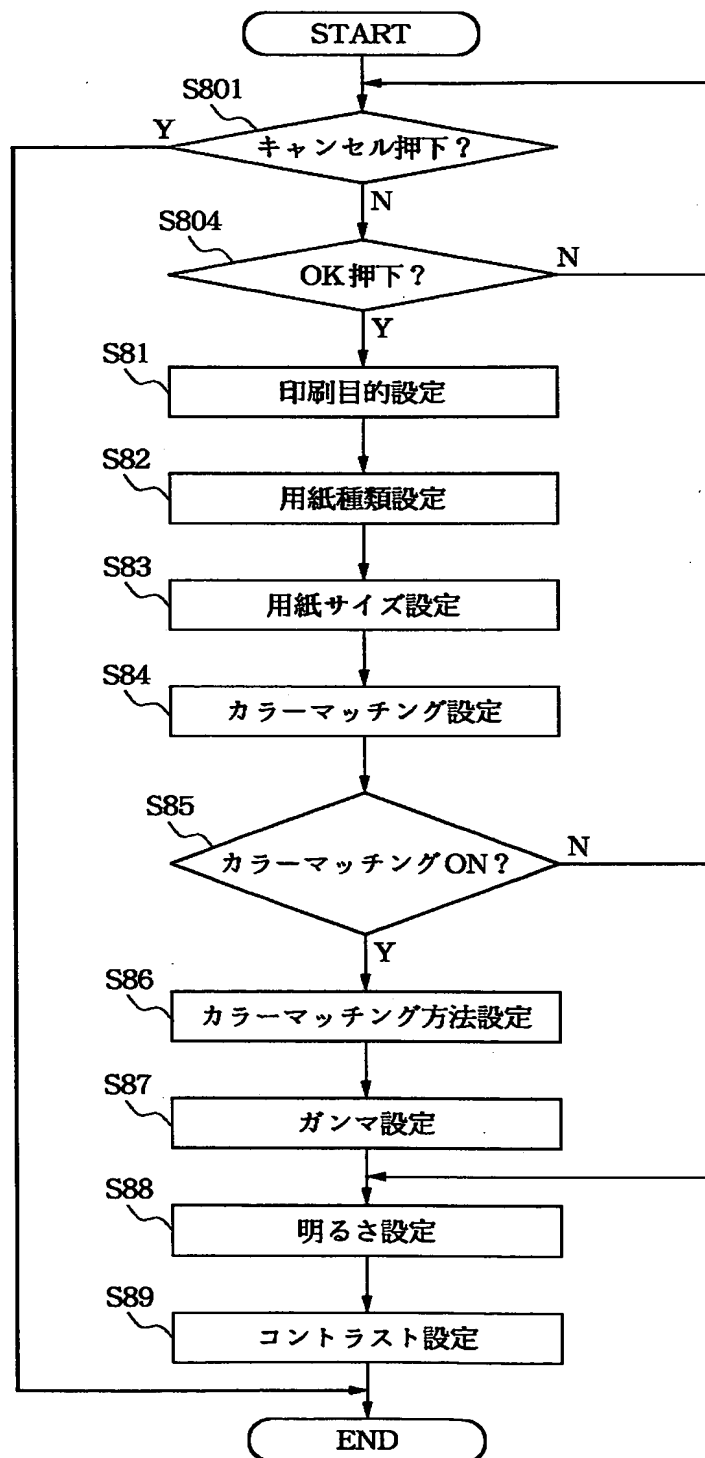 START
S801
Y
キャンセル押下？
N
S804
OK押下？
N
Y
S81
印刷目的設定
S82
用紙種類設定
S83
用紙サイズ設定
S84
カラーマッチング設定
S85
カラーマッチングON？
N
Y
S86
カラーマッチング方法設定
S87
ガンマ設定
S88
明るさ設定
S89
コントラスト設定
END